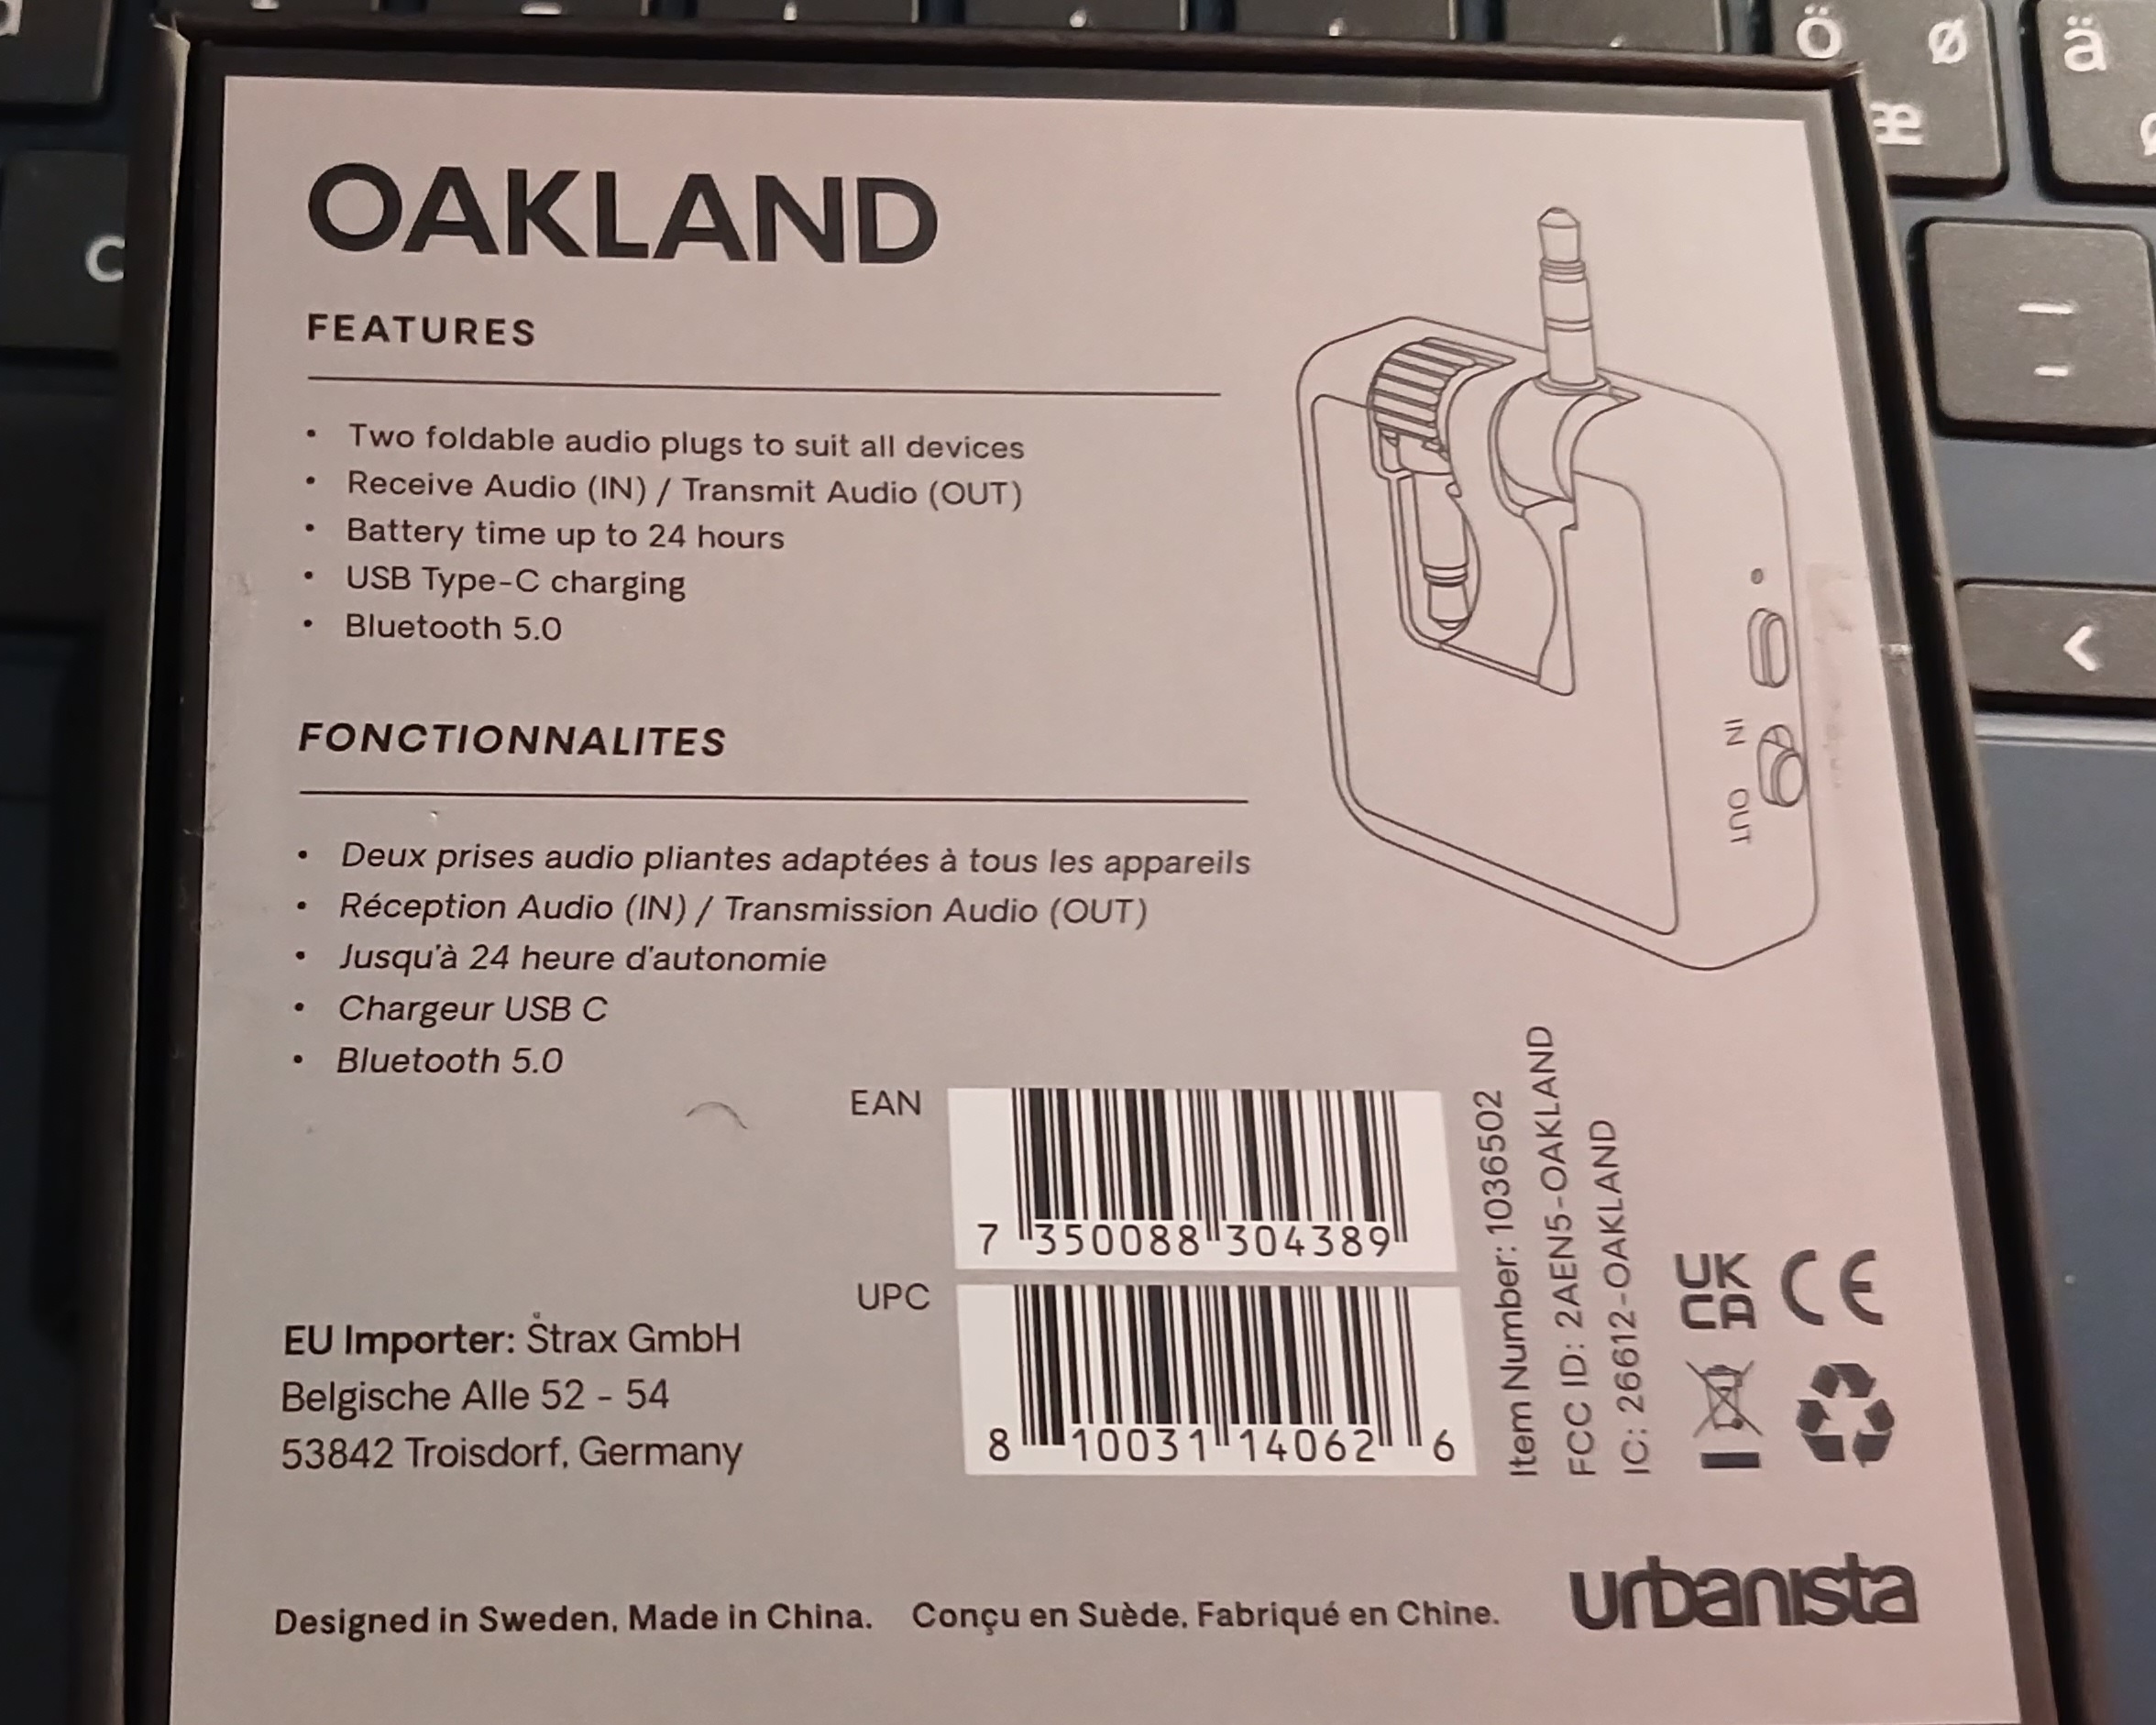 Ö Ø ä
æ
C
OAKLAND
FEATURES
• Two foldable audio plugs to suit all devices
• Receive Audio (IN) / Transmit Audio (OUT)
• Battery time up to 24 hours
• USB Type-C charging
• Bluetooth 5.0
FONCTIONNALITES
• Deux prises audio pliantes adaptées à tous les appareils
• Réception Audio (IN) / Transmission Audio (OUT)
• Jusqu'à 24 heure d'autonomie
• Chargeur USB C
• Bluetooth 5.0
IN OUT
<
EAN
7 350088 304389
UPC
8 10031 14062 6
Item Number: 1036502
FCC ID: 2AEN5-OAKLAND
IC: 26612-OAKLAND
UK
CA
CE
EU Importer: Strax GmbH
Belgische Alle 52 - 54
53842 Troisdorf, Germany
Designed in Sweden, Made in China. Conçu en Suède, Fabriqué en Chine.
urbanista